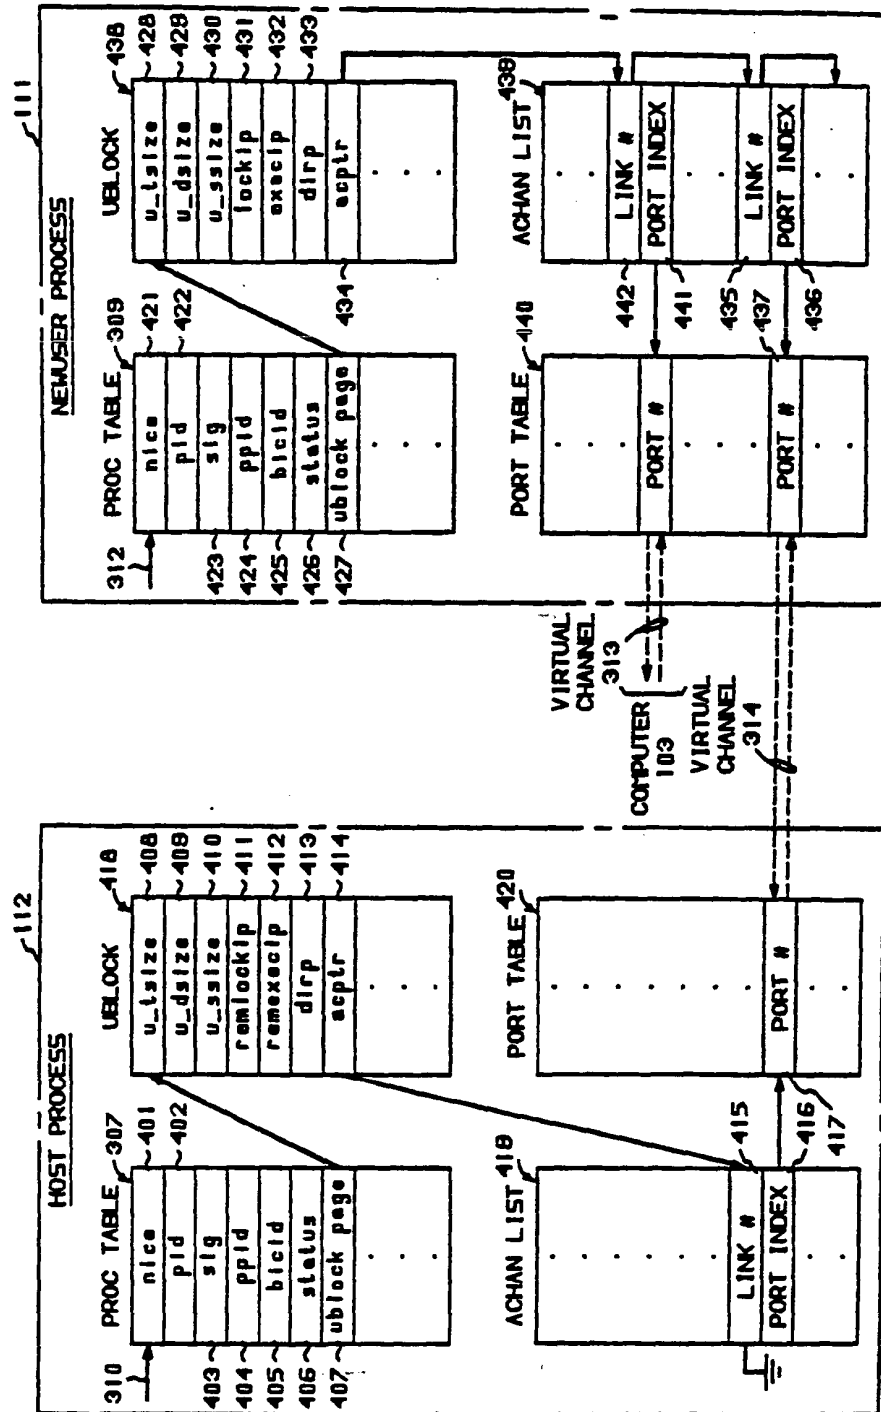 112
HOST PROCESS
PROC TABLE
307
310
nice
401
pid
402
403
sig
404
ppid
405
bicid
406
status
407
ublock page
UBLOCK
418
u_tsize
408
u_dsize
409
u_ssize
410
remlockip
411
remexecip
412
dirp
413
acptr
414
ACHAN LIST
418
LINK #
415
PORT INDEX
416
417
PORT TABLE
420
PORT #
VIRTUAL
CHANNEL
313
COMPUTER
103
VIRTUAL
CHANNEL
314
111
NEWUSER PROCESS
PROC TABLE
309
312
nice
421
pid
422
423
sig
424
ppid
425
bicid
426
status
427
ublock page
UBLOCK
438
u_tsize
428
u_dsize
429
u_ssize
430
lockip
431
execip
432
dirp
433
434
acptr
PORT TABLE
440
PORT #
PORT #
437
ACHAN LIST
438
442
LINK #
441
PORT INDEX
435
LINK #
436
PORT INDEX